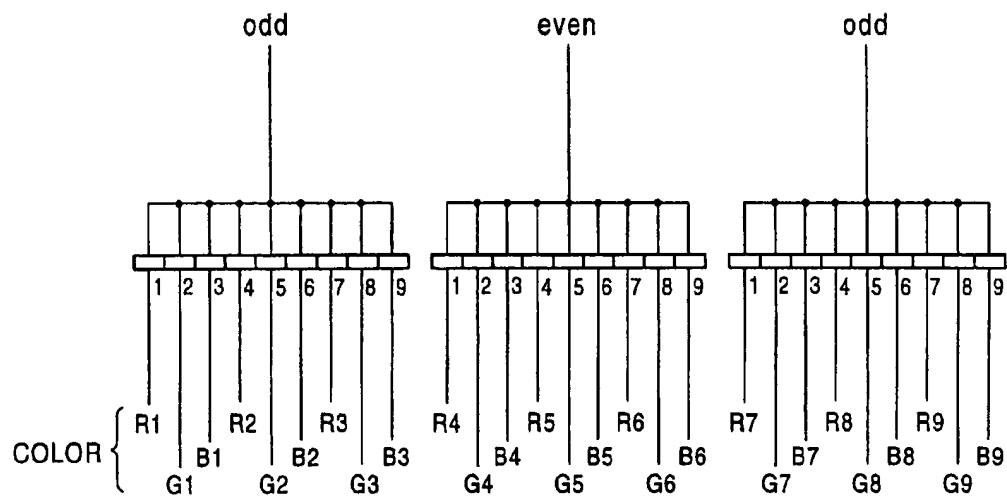 odd even odd
1 2 3 4 5 6 7 8 9 1 2 3 4 5 6 7 8 9 1 2 3 4 5 6 7 8 9
R1 R2 R3 R4 R5 R6 R7 R8 R9
COLOR B1 B2 B3 B4 B5 B6 B7 B8 B9
G1 G2 G3 G4 G5 G6 G7 G8 G9